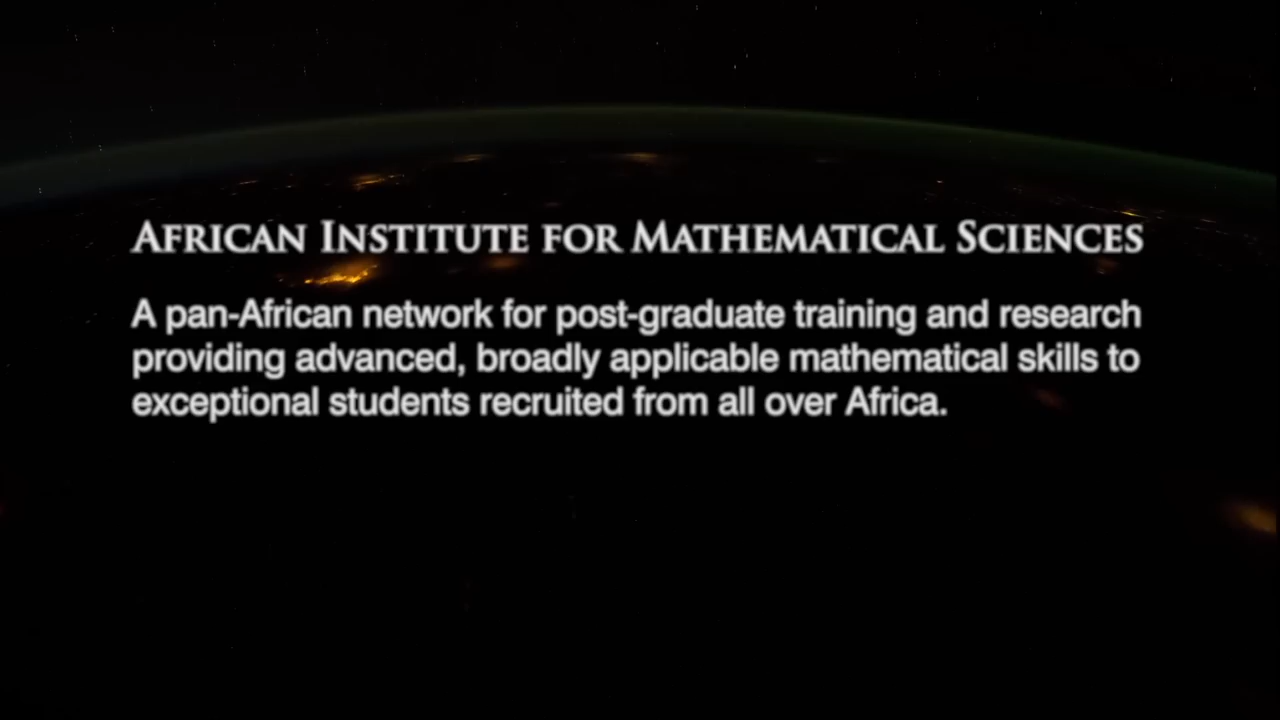 African Institute for Mathematical Sciences
A pan-African network for post-graduate training and research
providing advanced, broadly applicable mathematical skills to
exceptional students recruited from all over Africa.